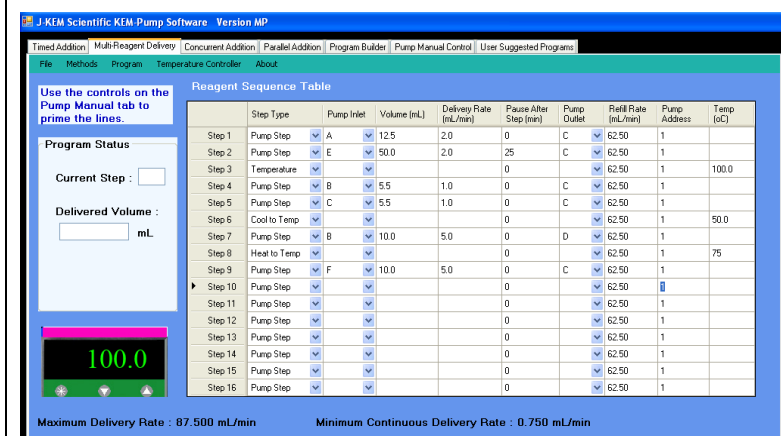 J-KEM Scientific KEM-Pump Software Version MP
Timed Addition Multi-Reagent Delivery Concurrent Addition Parallel Addition Program Builder Pump Manual Control User Suggested Programs
File Methods Program Temperature Controller About
Use the controls on the
Pump Manual tab to
prime the lines.
Program Status
Current Step :
Delivered Volume :
mL
100.0
Reagent Sequence Table
Step Type Pump Inlet Volume (mL) Delivery Rate (mL/min) Pause After Step (min) Pump Outlet Refill Rate (mL/min) Pump Address Temp (oC)
Step 1 Pump Step A 12.5 2.0 0 C 62.50 1
Step 2 Pump Step E 50.0 2.0 25 C 62.50 1
Step 3 Temperature 0 62.50 1 100.0
Step 4 Pump Step B 5.5 1.0 0 C 62.50 1
Step 5 Pump Step C 5.5 1.0 0 C 62.50 1
Step 6 Cool to Temp 0 62.50 1 50.0
Step 7 Pump Step B 10.0 5.0 0 D 62.50 1
Step 8 Heat to Temp 0 62.50 1 75
Step 9 Pump Step F 10.0 5.0 0 C 62.50 1
Step 10 Pump Step 0 62.50 1
Step 11 Pump Step 0 62.50 1
Step 12 Pump Step 0 62.50 1
Step 13 Pump Step 0 62.50 1
Step 14 Pump Step 0 62.50 1
Step 15 Pump Step 0 62.50 1
Step 16 Pump Step 0 62.50 1
Maximum Delivery Rate : 87.500 mL/min Minimum Continuous Delivery Rate : 0.750 mL/min